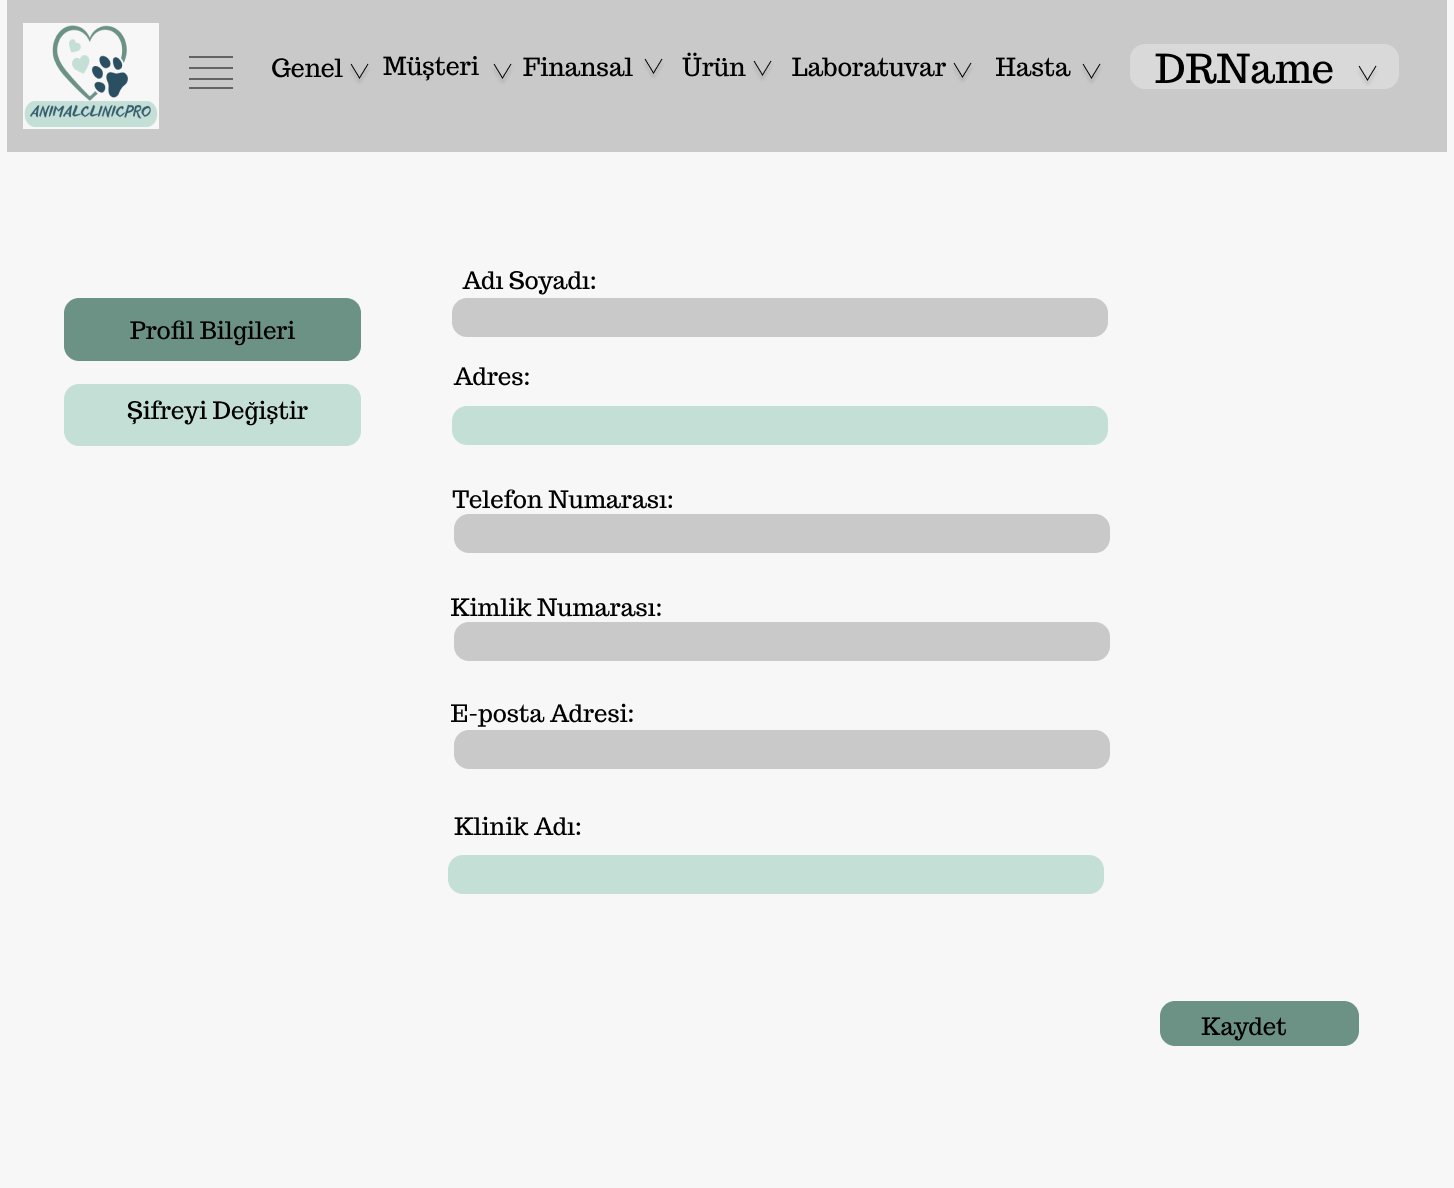 ANIMALCLINICPRO
Genel Müşteri Finansal Ürün Laboratuvar Hasta DRName
Profil Bilgileri
Şifreyi Değiştir
Adı Soyadı:
Adres:
Telefon Numarası:
Kimlik Numarası:
E-posta Adresi:
Klinik Adı:
Kaydet